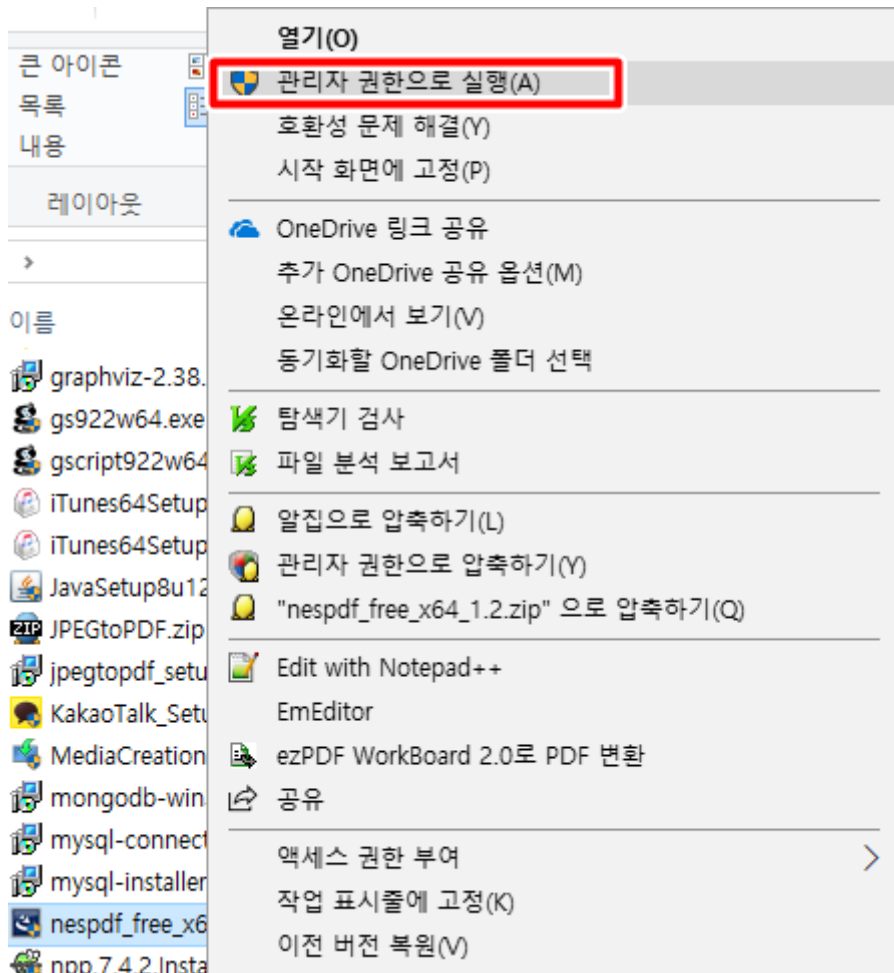 큰 아이콘
목록
내용
레이아웃
이름
graphviz-2.38.
gs922w64.exe
gscript922w64
iTunes64Setup
iTunes64Setup
JavaSetup8u12
JPEGtoPDF.zip
jpegtopdf_setu
KakaoTalk_Setu
MediaCreation
mongodb-win
mysql-connect
mysql-installer
nespdf_free_x6
npp.7.4.2.Insta
열기(O)
관리자 권한으로 실행(A)
호환성 문제 해결(Y)
시작 화면에 고정(P)
OneDrive 링크 공유
추가 OneDrive 공유 옵션(M)
온라인에서 보기(V)
동기화할 OneDrive 폴더 선택
탐색기 검사
파일 분석 보고서
알집으로 압축하기(L)
관리자 권한으로 압축하기(Y)
"nespdf_free_x64_1.2.zip" 으로 압축하기(Q)
Edit with Notepad++
EmEditor
ezPDF WorkBoard 2.0로 PDF 변환
공유
액세스 권한 부여
작업 표시줄에 고정(K)
이전 버전 복원(V)